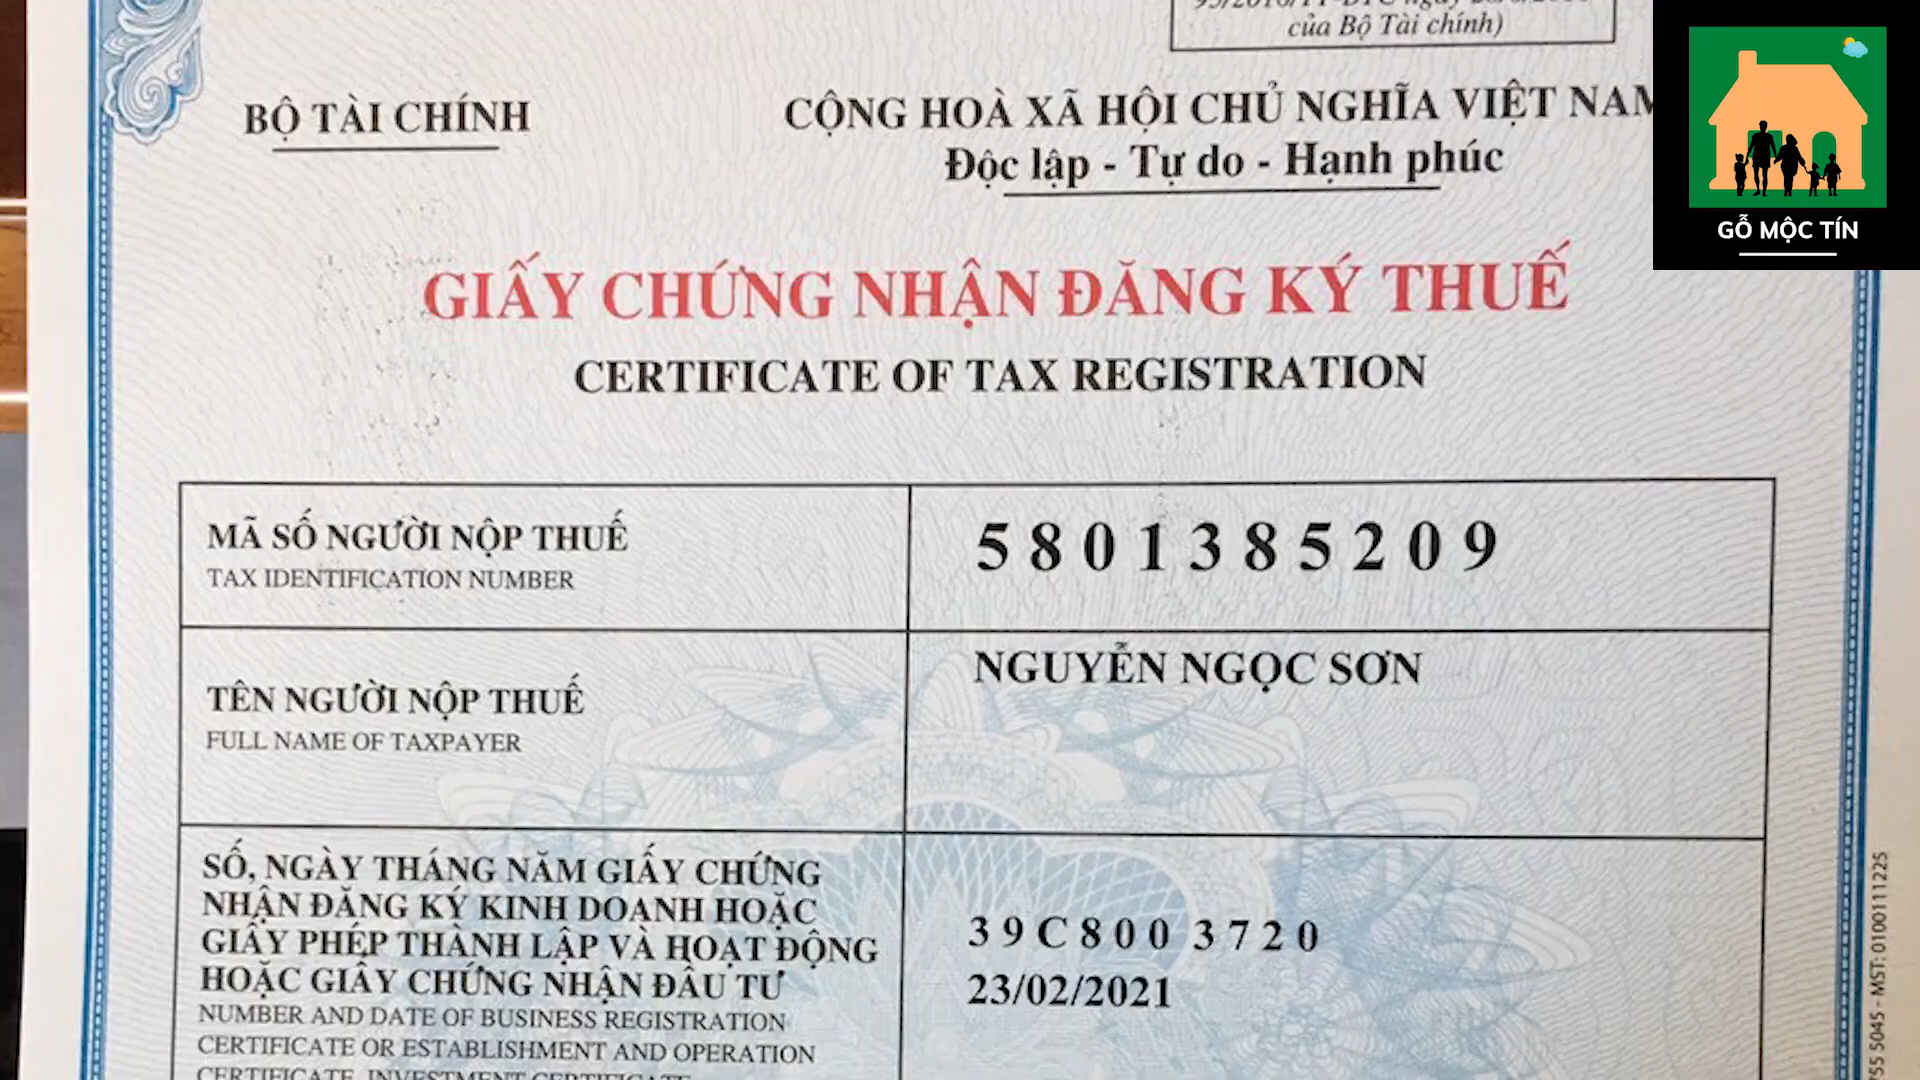 của Bộ Tài chính)
BỘ TÀI CHÍNH
CỘNG HOÀ XÃ HỘI CHỦ NGHĨA VIỆT NAM
Độc lập - Tự do - Hạnh phúc
GỖ MỘC TÍN
GIẤY CHỨNG NHẬN ĐĂNG KÝ THUẾ
CERTIFICATE OF TAX REGISTRATION
MÃ SỐ NGƯỜI NỘP THUẾ
TAX IDENTIFICATION NUMBER
5801385209
TÊN NGƯỜI NỘP THUẾ
FULL NAME OF TAXPAYER
NGUYỄN NGỌC SƠN
SỐ, NGÀY THÁNG NĂM GIẤY CHỨNG
NHẬN ĐĂNG KÝ KINH DOANH HOẶC
GIẤY PHÉP THÀNH LẬP VÀ HOẠT ĐỘNG
HOẶC GIẤY CHỨNG NHẬN ĐẦU TƯ
NUMBER AND DATE OF BUSINESS REGISTRATION
CERTIFICATE OR ESTABLISHMENT AND OPERATION
CERTIFICATE, INVESTMENT CERTIFICATE
39C8003720
23/02/2021
755 5045 - MST: 0100111225